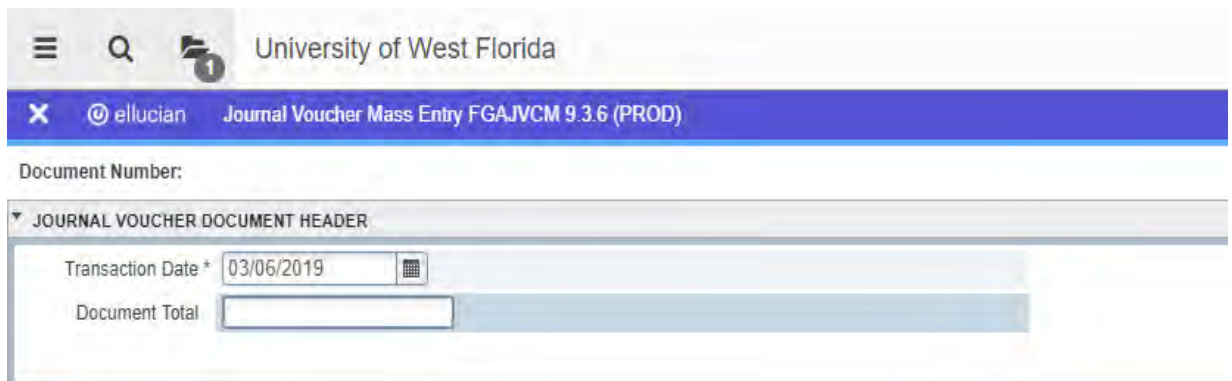 1
University of West Florida
ellucian Journal Voucher Mass Entry FGAJVCM 9.3.6 (PROD)
Document Number:
JOURNAL VOUCHER DOCUMENT HEADER
Transaction Date * 03/06/2019
Document Total